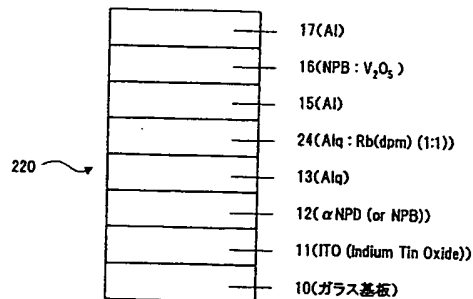 17(Al)
16(NPB : V₂O₅ )
15(Al)
24(Alq : Rb(dpm) (1:1))
220
13(Alq)
12( αNPD (or NPB))
11(ITO (Indium Tin Oxide))
10(ガラス基板)